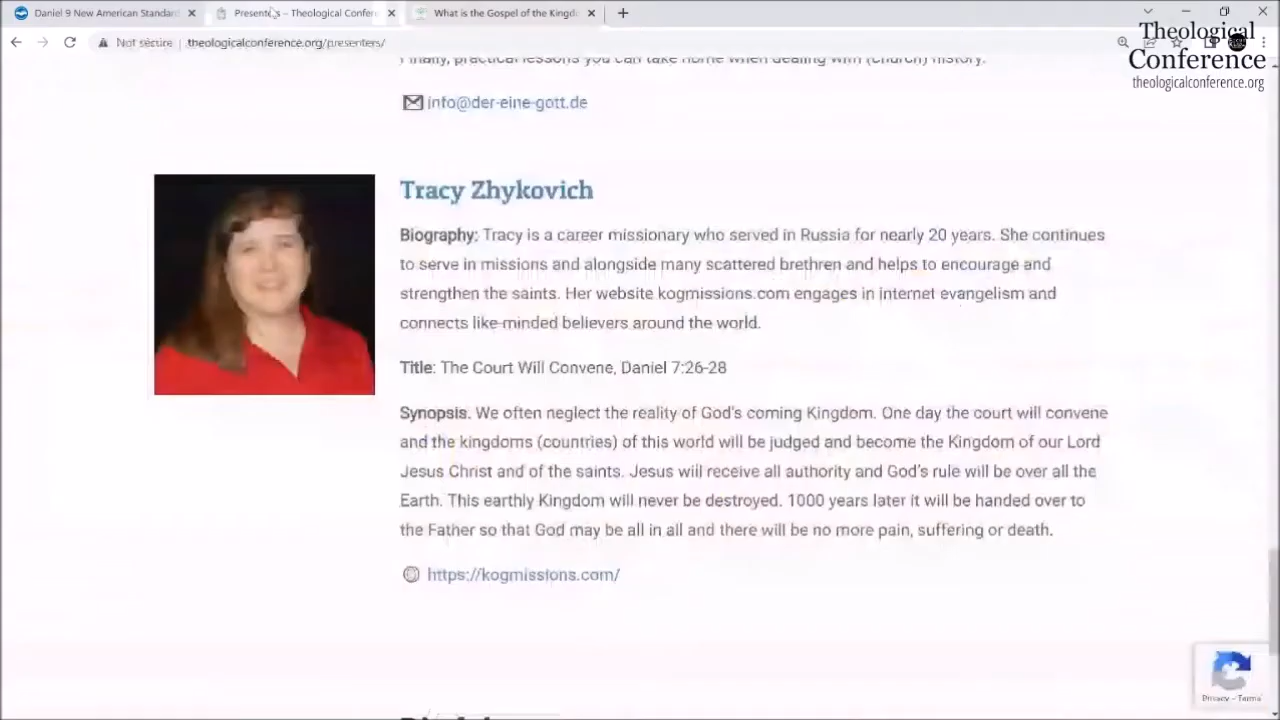 Daniel 9 New American Standard
Presenters – Theological Confer
What is the Gospel of the Kingd
Not secure
theologicalconference.org/presenters/
Theological
Conference
theologicalconference.org
Finally, practical lessons you can take home when dealing with (church) history.
info@der-eine-gott.de
Tracy Zhykovich
Biography: Tracy is a career missionary who served in Russia for nearly 20 years. She continues
to serve in missions and alongside many scattered brethren and helps to encourage and
strengthen the saints. Her website kogmissions.com engages in internet evangelism and
connects like-minded believers around the world.
Title: The Court Will Convene, Daniel 7:26-28
Synopsis. We often neglect the reality of God's coming Kingdom. One day the court will convene
and the kingdoms (countries) of this world will be judged and become the Kingdom of our Lord
Jesus Christ and of the saints. Jesus will receive all authority and God's rule will be over all the
Earth. This earthly Kingdom will never be destroyed. 1000 years later it will be handed over to
the Father so that God may be all in all and there will be no more pain, suffering or death.
https://kogmissions.com/
Privacy - Terms